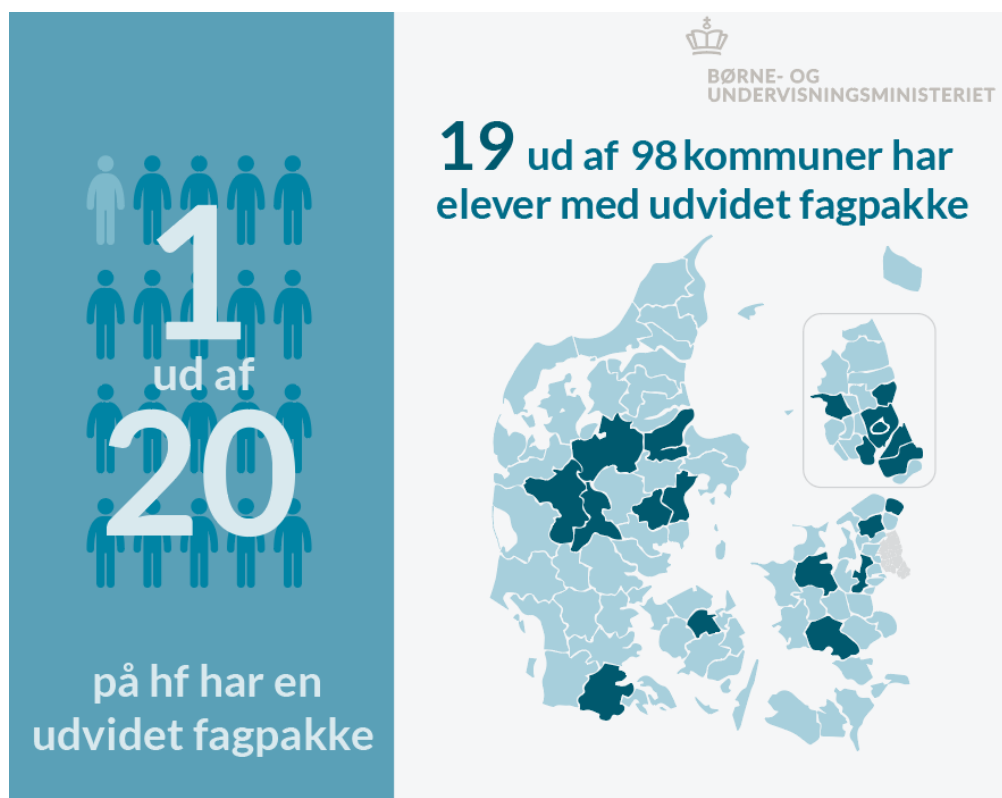 1
ud af
20
på hf har en
udvidet fagpakke
BØRNE- OG
UNDERVISNINGSMINISTERIET
19 ud af 98 kommuner har
elever med udvidet fagpakke